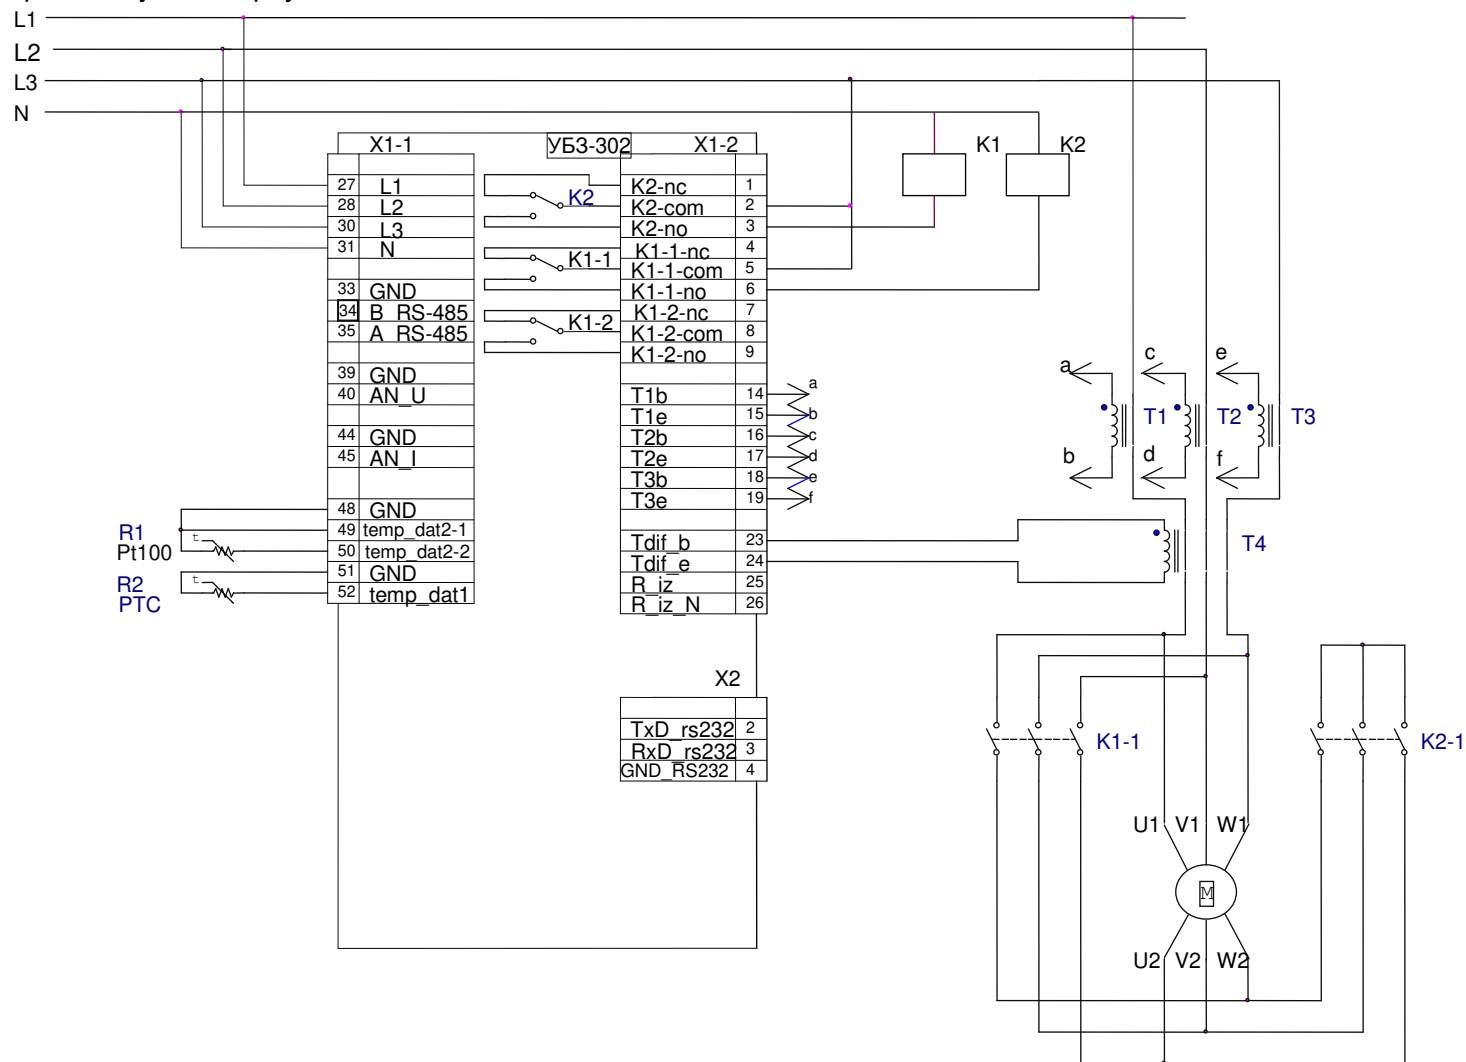 L1
L2
L3
N
X1-1
УБЗ-302
X1-2
K1
K2
27 L1
28 L2
30 L3
31 N
33 GND
34 B RS-485
35 A RS-485
39 GND
40 AN_U
44 GND
45 AN_I
48 GND
49 temp_dat2-1
50 temp_dat2-2
51 GND
52 temp_dat1
R1
Pt100
t
R2
PTC
t
K2
K1-1
K1-2
K2-nc 1
K2-com 2
K2-no 3
K1-1-nc 4
K1-1-com 5
K1-1-no 6
K1-2-nc 7
K1-2-com 8
K1-2-no 9
T1b 14 a
T1e 15 b
T2b 16 c
T2e 17 d
T3b 18 e
T3e 19 f
Tdif_b 23
Tdif_e 24
R_iz 25
R_iz_N 26
X2
TxD_rs232 2
RxD_rs232 3
GND_RS232 4
a c e
T1 T2 T3
b d f
T4
K1-1
K2-1
U1 V1 W1
M
U2 V2 W2